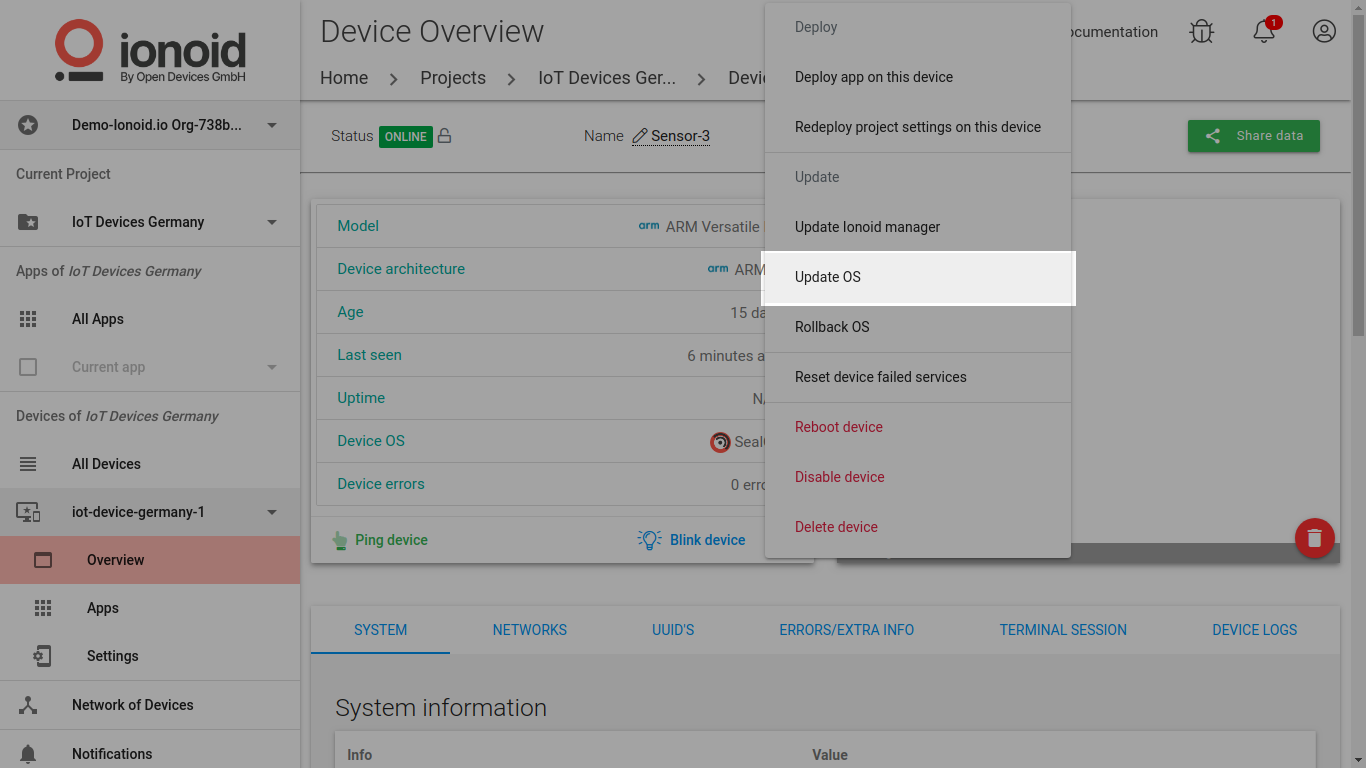 ionoid
By Open Devices GmbH
Demo-Ionoid.io Org-738b...
Current Project
IoT Devices Germany
Apps of IoT Devices Germany
All Apps
Current app
Devices of IoT Devices Germany
All Devices
iot-device-germany-1
Overview
Apps
Settings
Network of Devices
Notifications
Device Overview
1
Home
Projects
IoT Devices Ger...
Status ONLINE
Name Sensor-3
Share data
Model ARM Versatile
Device architecture arm ARM
Age 15
Last seen 6 minutes
Uptime
Device OS
Device errors 0
Ping device
Blink device
Deploy
Deploy app on this device
Redeploy project settings on this device
Update
Update Ionoid manager
Update OS
Rollback OS
Reset device failed services
Reboot device
Disable device
Delete device
SYSTEM
NETWORKS
UUID'S
ERRORS/EXTRA INFO
TERMINAL SESSION
DEVICE LOGS
System information
Info
Value